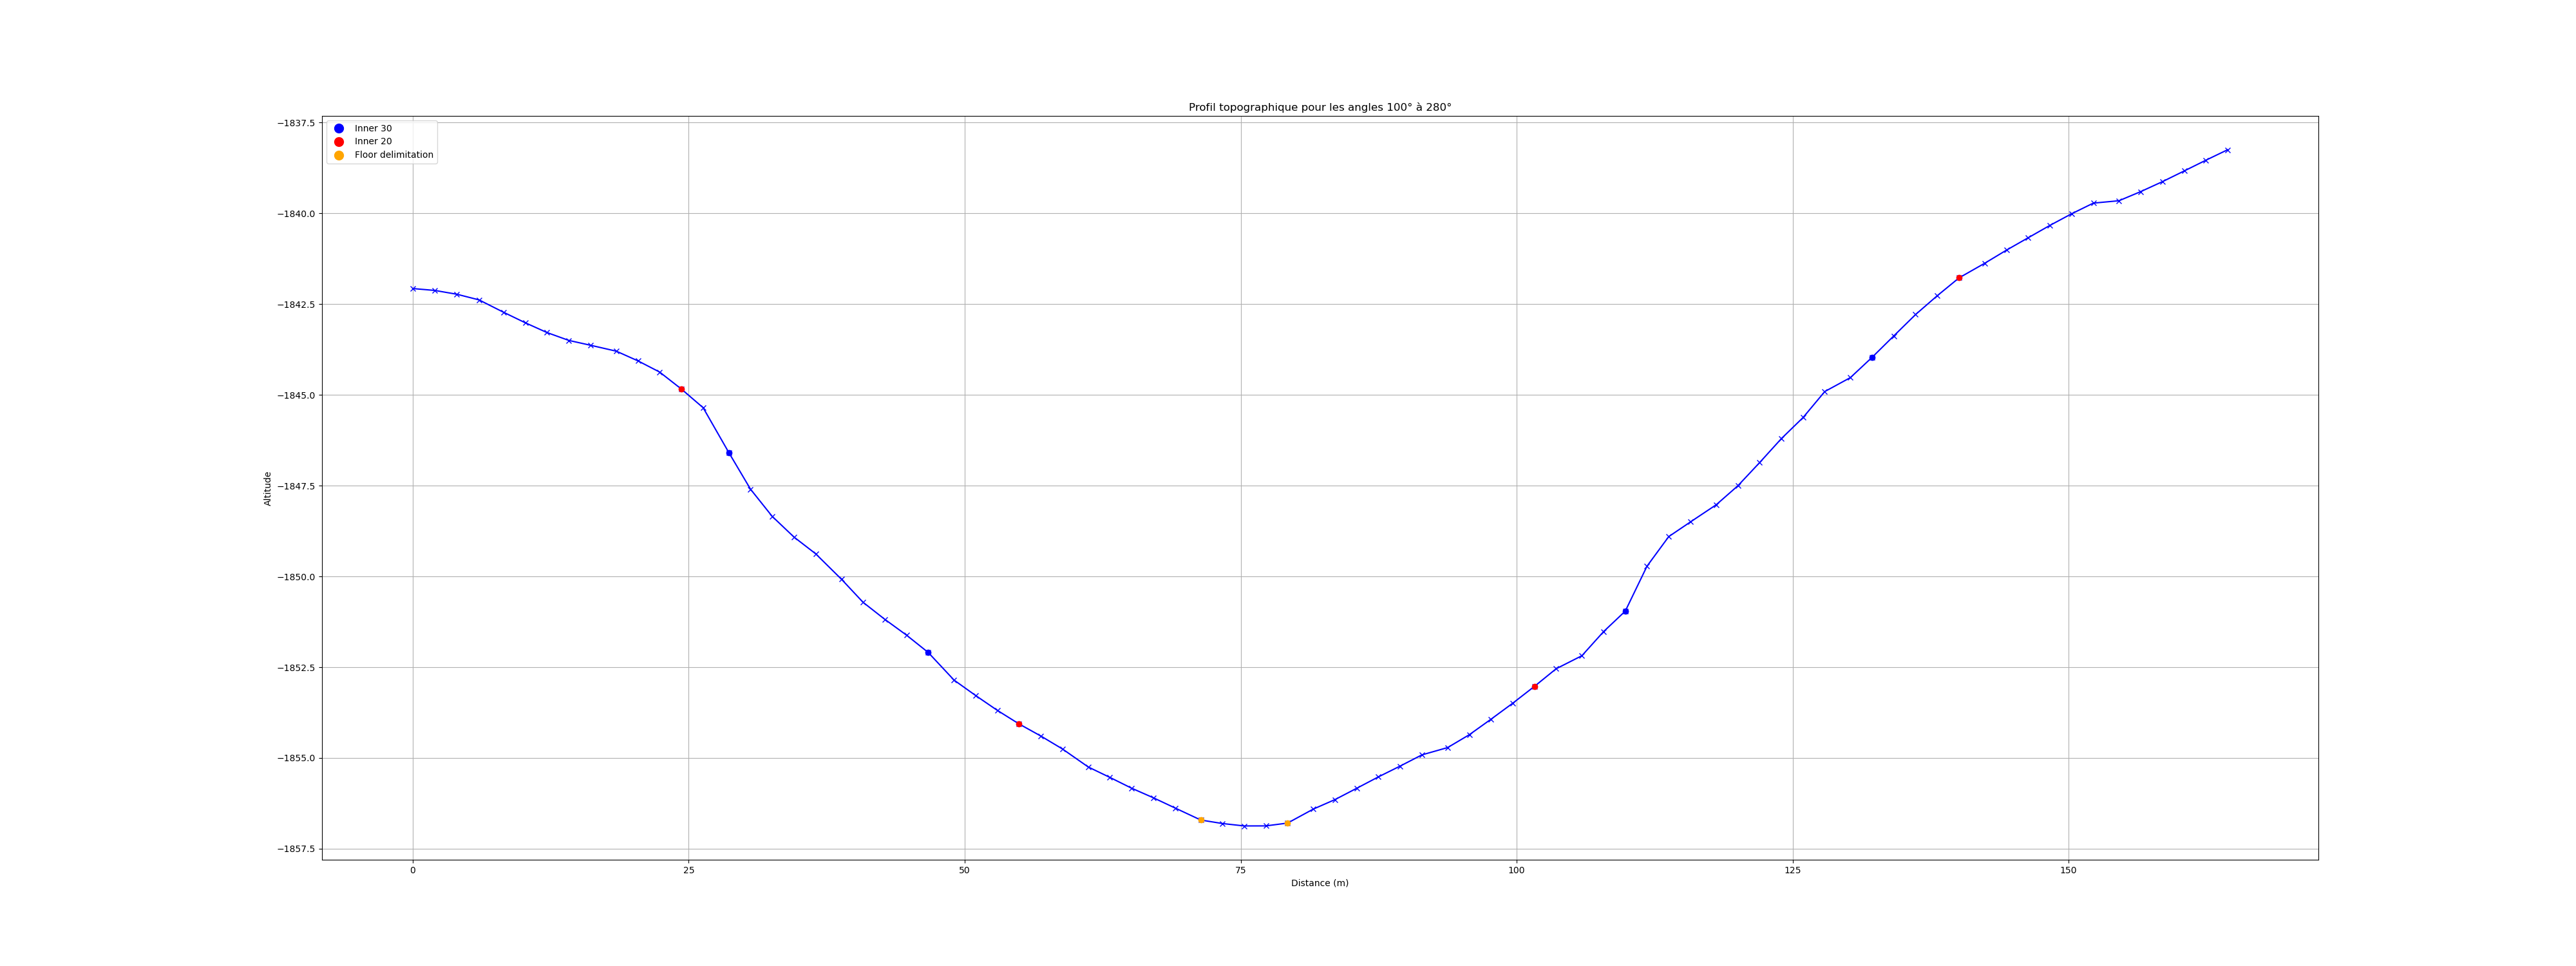 Profil topographique pour les angles 100° à 280°
Inner 30
Inner 20
Floor delimitation
−1837.5
−1840.0
−1842.5
−1845.0
−1847.5
−1850.0
−1852.5
−1855.0
−1857.5
Altitude
0 25 50 75 100 125 150
Distance (m)